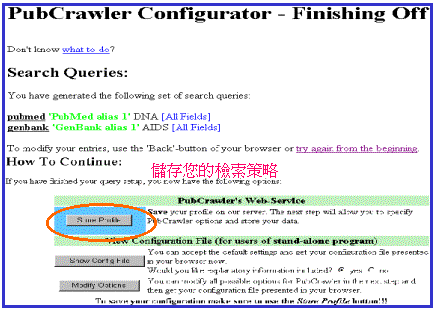 PubCrawler Configurator - Finishing Off
Don't know what to do?
Search Queries:
You have generated the following set of search queries:
pubmed 'PubMed alias 1' DNA [All Fields]
genbank 'GenBank alias 1' AIDS [All Fields]
To modify your entries, use the 'Back'-button of your browser or try again from the beginning.
How To Continue:
儲存您的檢索策略
If you have finished your query setup, you now have the following options:
PubCrawler's Web-Service
Save Profile
Save your profile on our server. The next step will allow you to specify
PubCrawler options and store your data.
View Configuration File (for users of stand-alone program)
Show Config File
You can accept the default settings and get your configuration file presented
in your browser now.
Would you like explanatory information included? yes no
Modify Options
You can modify all possible options for PubCrawler in the next step and
then get your configuration file presented in your browser.
To save your configuration make sure to use the Save Profile button!!!